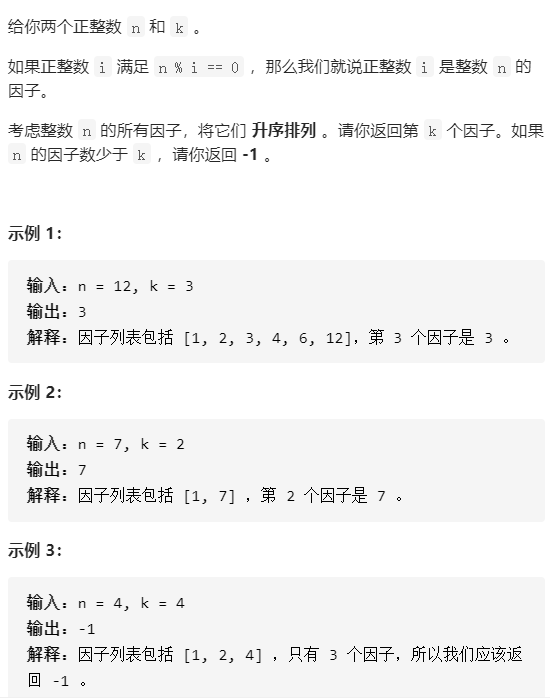 给你两个正整数 n 和 k 。
如果正整数 i 满足 n % i == 0 ，那么我们就说正整数 i 是整数 n 的
因子。
考虑整数 n 的所有因子，将它们 升序排列 。请你返回第 k 个因子。如果
n 的因子数少于 k ，请你返回 -1 。
示例 1：
输入：n = 12, k = 3
输出：3
解释：因子列表包括 [1, 2, 3, 4, 6, 12]，第 3 个因子是 3 。
示例 2：
输入：n = 7, k = 2
输出：7
解释：因子列表包括 [1, 7] ，第 2 个因子是 7 。
示例 3：
输入：n = 4, k = 4
输出：-1
解释：因子列表包括 [1, 2, 4] ，只有 3 个因子，所以我们应该返
回 -1 。